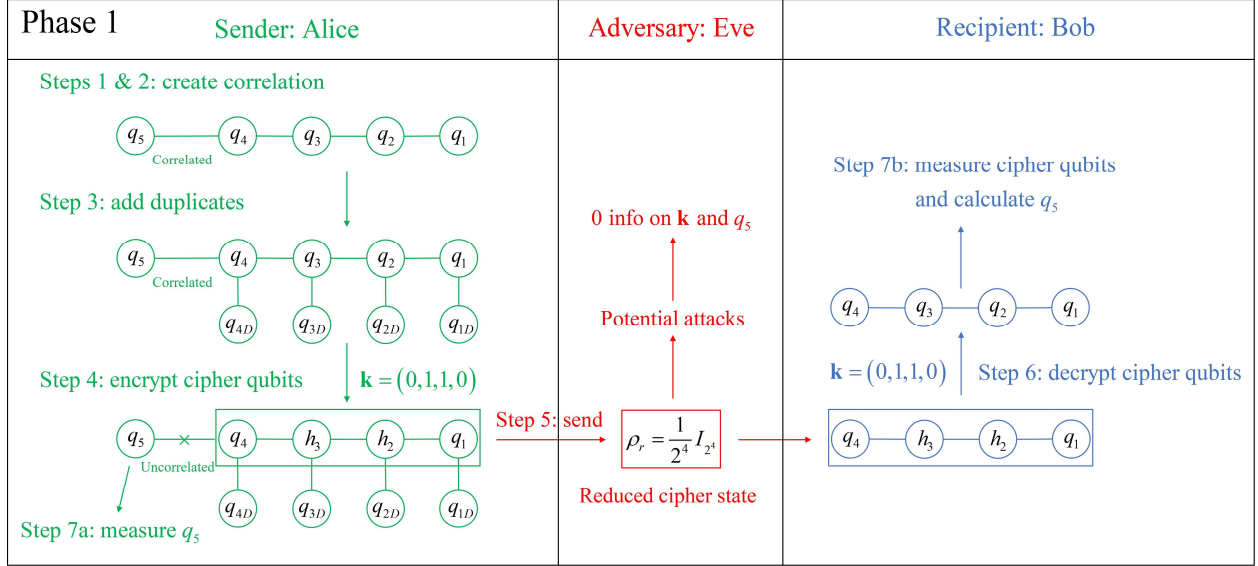 Phase 1
Sender: Alice
Adversary: Eve
Recipient: Bob
Steps 1 & 2: create correlation
q₅ q₄ q₃ q₂ q₁
Correlated
Step 3: add duplicates
q₅ q₄ q₃ q₂ q₁
Correlated
q₄D q₃D q₂D q₁D
Step 4: encrypt cipher qubits
k = (0,1,1,0)
q₅ × q₄ h₃ h₂ q₁
Uncorrelated
q₄D q₃D q₂D q₁D
Step 7a: measure q₅
Step 5: send
0 info on k and q₅
Potential attacks
ρᵣ = 1/2⁴ I_{2⁴}
Reduced cipher state
Step 7b: measure cipher qubits
and calculate q₅
q₄ q₃ q₂ q₁
k = (0,1,1,0)
Step 6: decrypt cipher qubits
q₄ h₃ h₂ q₁